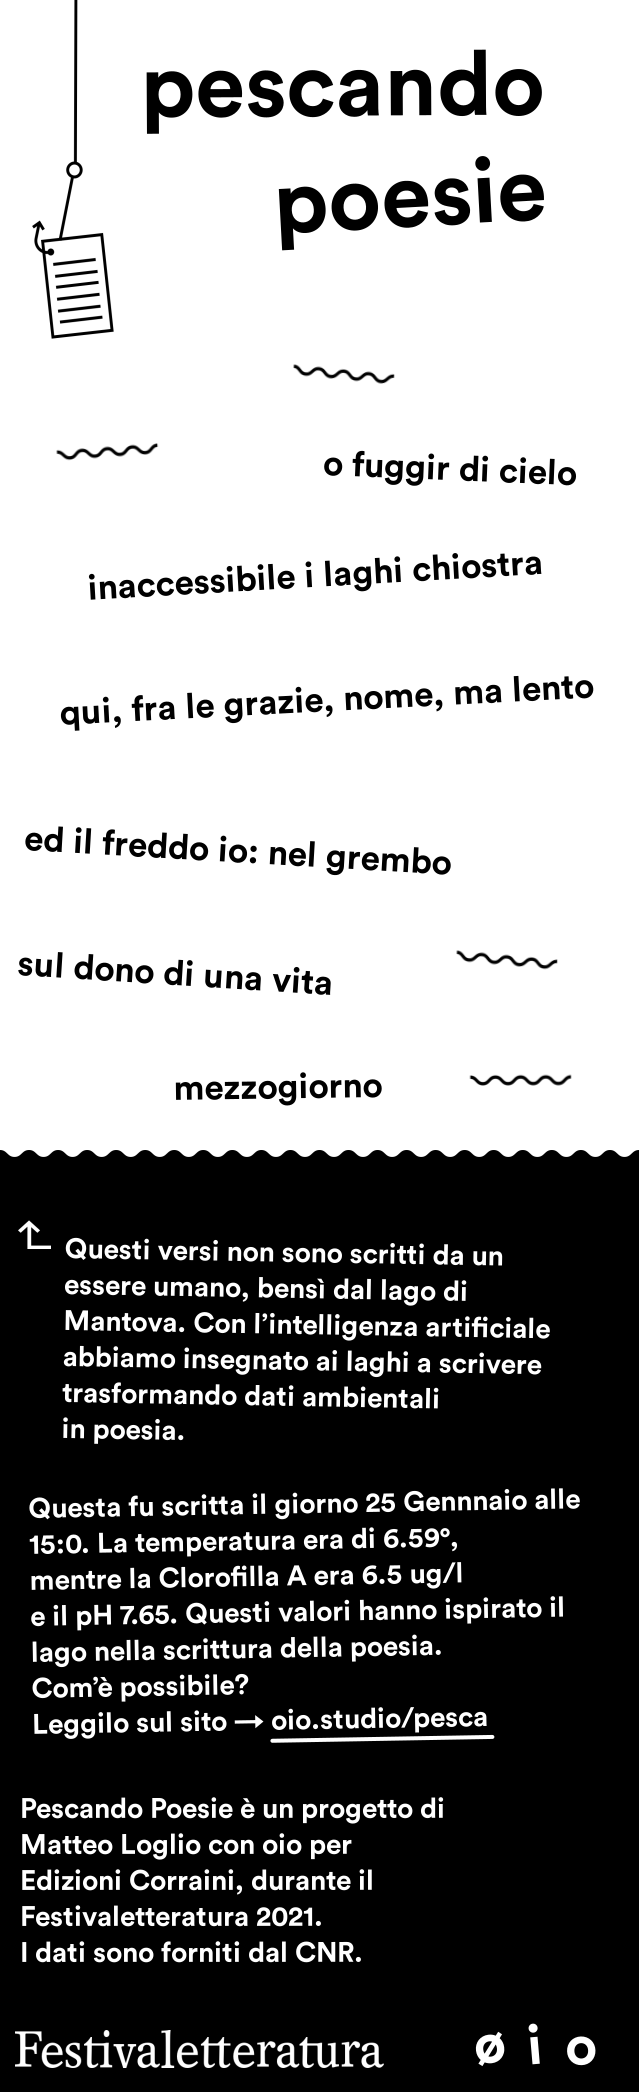 pescando
poesie
o fuggir di cielo
inaccessibile i laghi chiostra
qui, fra le grazie, nome, ma lento
ed il freddo io: nel grembo
sul dono di una vita
mezzogiorno
Questi versi non sono scritti da un
essere umano, bensì dal lago di
Mantova. Con l’intelligenza artificiale
abbiamo insegnato ai laghi a scrivere
trasformando dati ambientali
in poesia.
Questa fu scritta il giorno 25 Gennnaio alle
15:0. La temperatura era di 6.59°,
mentre la Clorofilla A era 6.5 ug/l
e il pH 7.65. Questi valori hanno ispirato il
lago nella scrittura della poesia.
Com’è possibile?
Leggilo sul sito → oio.studio/pesca
Pescando Poesie è un progetto di
Matteo Loglio con oio per
Edizioni Corraini, durante il
Festivaletteratura 2021.
I dati sono forniti dal CNR.
Festivaletteratura
ø i o